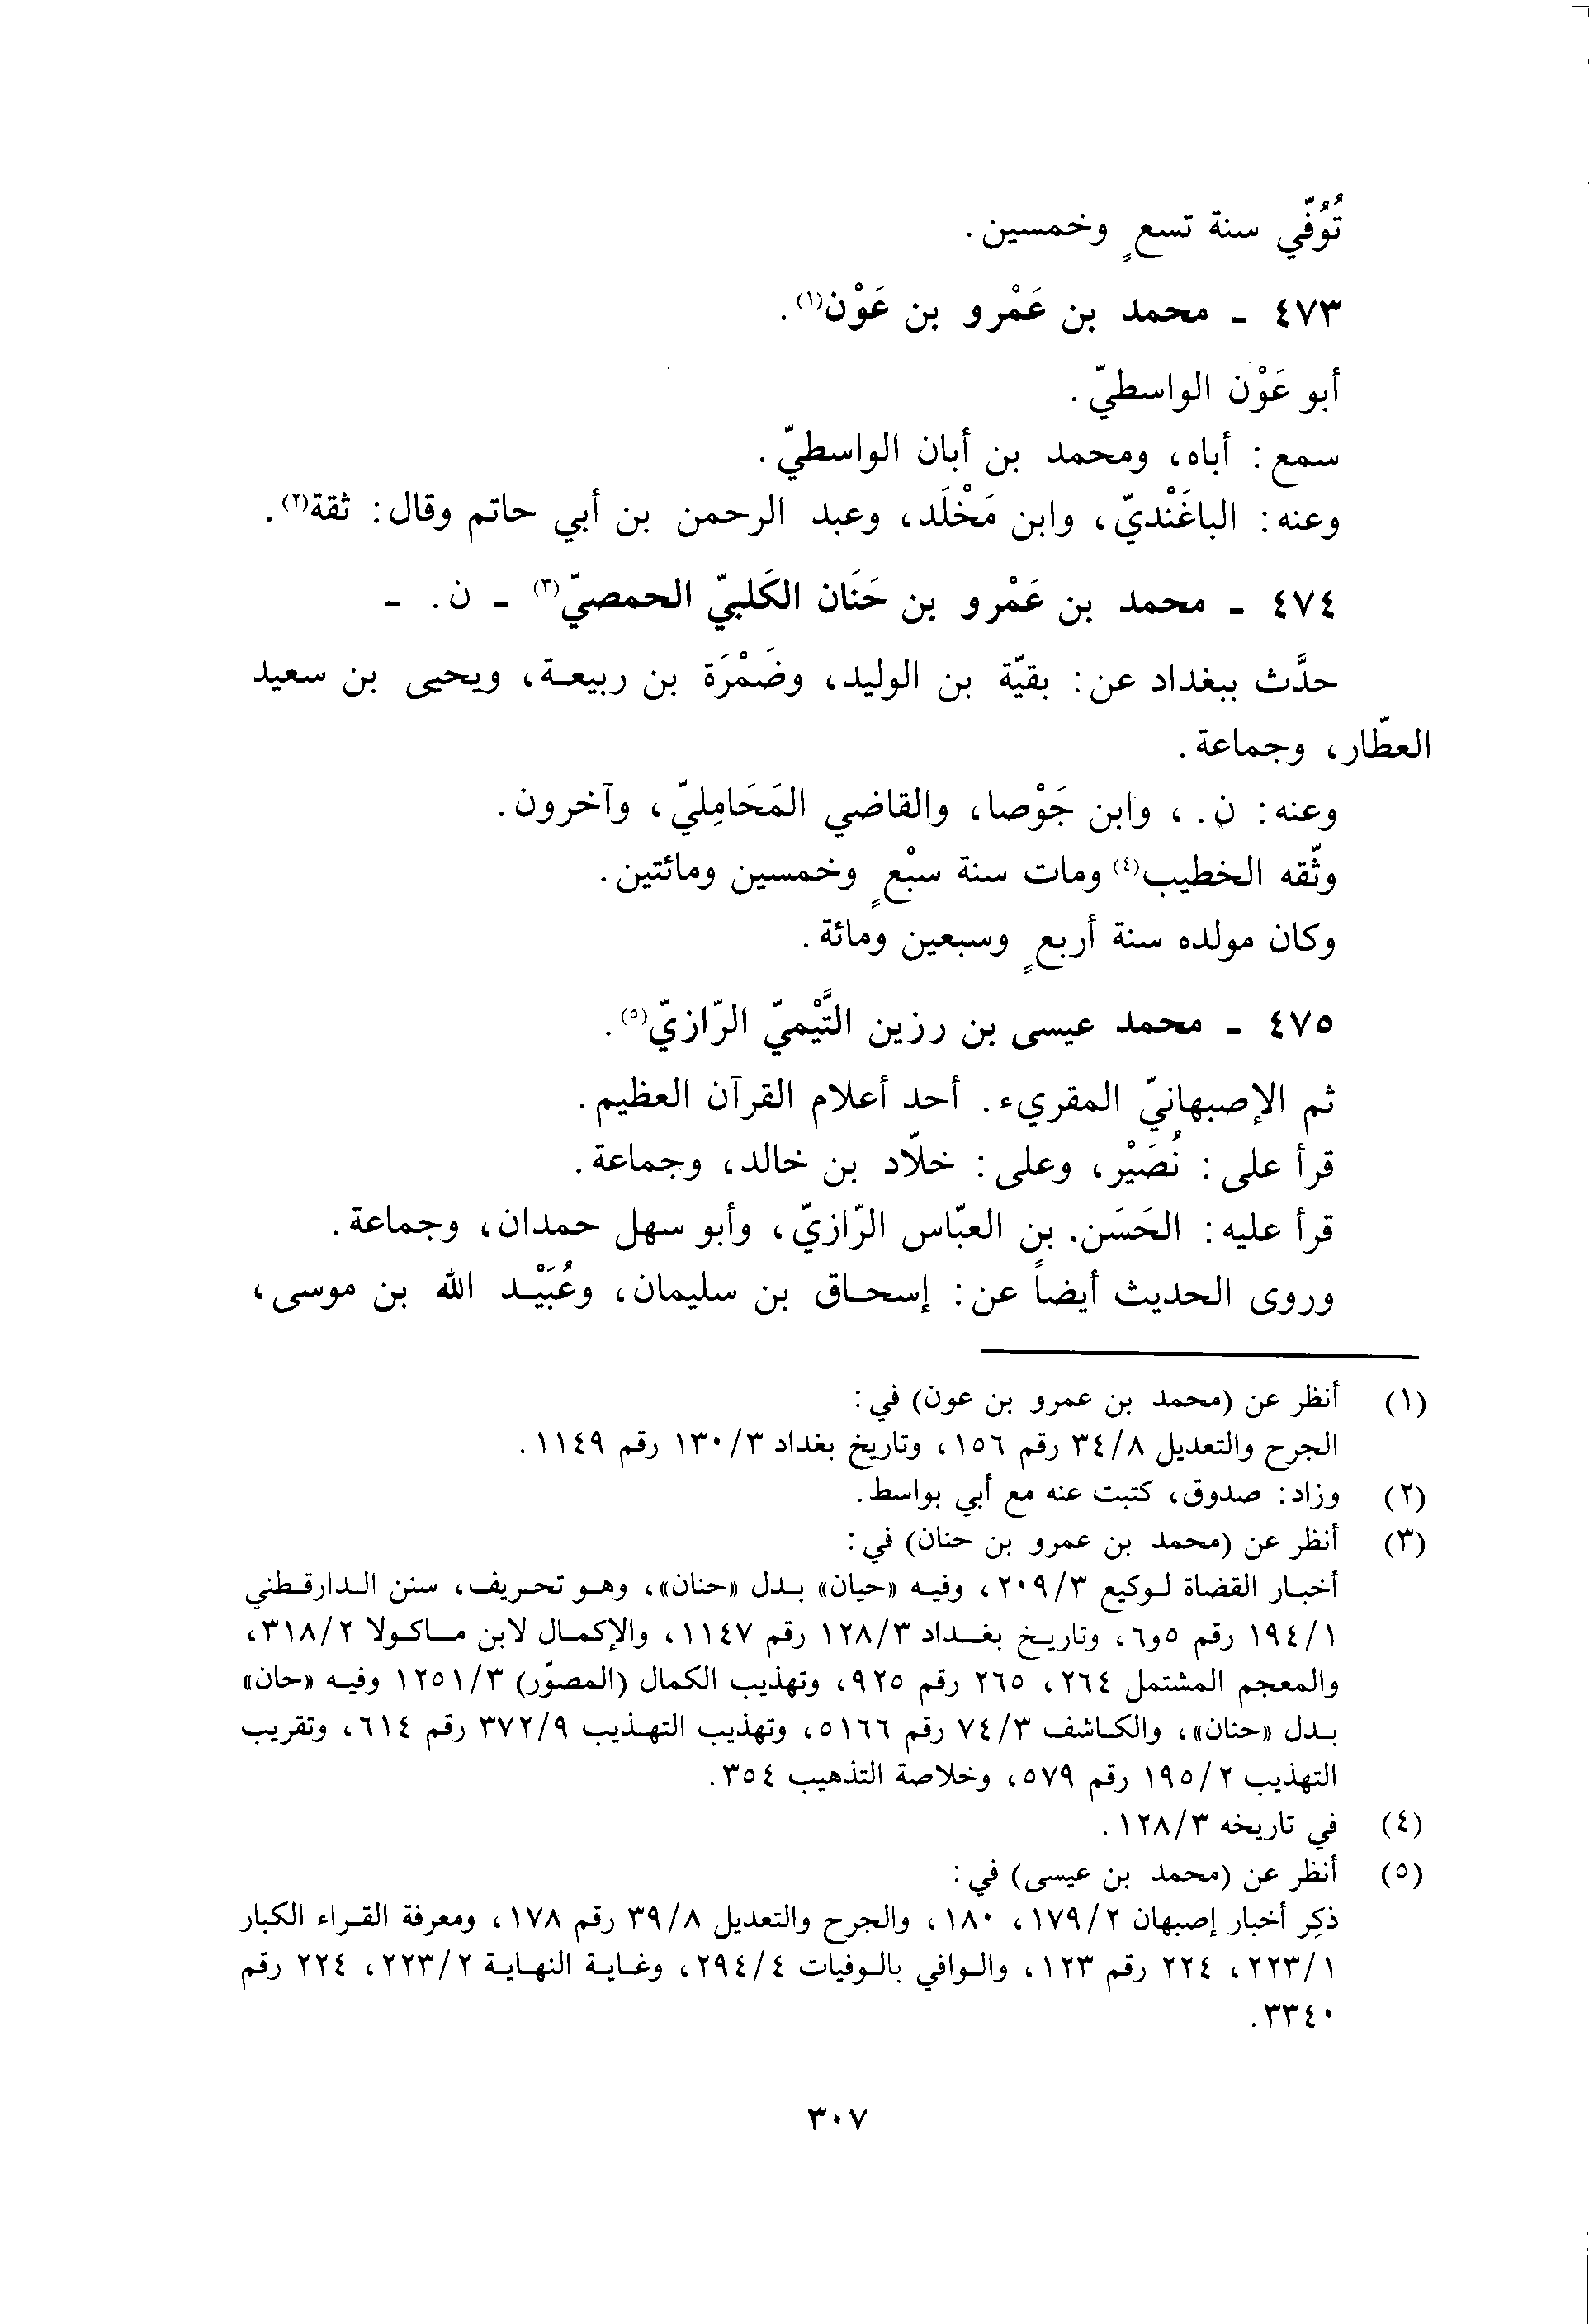 تُوُفّي سنة تسعٍ وخمسين.
٤٧٣ - محمد بن عَمْرو بن عَوْن(١).
أبو عَوْن الواسطيّ.
سمع: أباه، ومحمد بن أبان الواسطيّ.
وعنه: الباغَنْديّ، وابن مَخْلَد، وعبد الرحمن بن أبي حاتم وقال: ثقة(٢).
٤٧٤ - محمد بن عَمْرو بن حَنَان الكَلبيّ الحمصيّ(٣) - ن. -
حدَّث ببغداد عن: بقيّة بن الوليد، وضَمْرَة بن ربيعة، ويحيى بن سعيد
العطّار، وجماعة.
وعنه: ن.، وابن جَوْصا، والقاضي المَحَامِليّ، وآخرون.
وثّقه الخطيب(٤) ومات سنة سبْعٍ وخمسين ومائتين.
وكان مولده سنة أربعٍ وسبعين ومائة.
٤٧٥ - محمد عيسى بن رزين التَّيْميّ الرّازيّ(٥).
ثم الإصبهانيّ المقريء. أحد أعلام القرآن العظيم.
قرأ على: نُصَيْر، وعلى: خلّاد بن خالد، وجماعة.
قرأ عليه: الحَسَن. بن العبّاس الرّازيّ، وأبو سهل حمدان، وجماعة.
وروى الحديث أيضاً عن: إسحاق بن سليمان، وعُبَيْد الله بن موسى،
(١) أنظر عن (محمد بن عمرو بن عون) في:
الجرح والتعديل ٣٤/٨ رقم ١٥٦، وتاريخ بغداد ١٣٠/٣ رقم ١١٤٩.
(٢) وزاد: صدوق، كتبت عنه مع أبي بواسط.
(٣) أنظر عن (محمد بن عمرو بن حنان) في:
أخبار القضاة لوكيع ٢٠٩/٣، وفيه «حيان» بدل «حنان»، وهو تحريف، سنن الدارقطني
١٩٤/١ رقم ٥و٦، وتاريخ بغداد ١٢٨/٣ رقم ١١٤٧، والإكمال لابن ماكولا ٣١٨/٢،
والمعجم المشتمل ٢٦٤، ٢٦٥ رقم ٩٢٥، وتهذيب الكمال (المصوّر) ١٢٥١/٣ وفيه «حان»
بدل «حنان»، والكاشف ٧٤/٣ رقم ٥١٦٦، وتهذيب التهذيب ٣٧٢/٩ رقم ٦١٤، وتقريب
التهذيب ١٩٥/٢ رقم ٥٧٩، وخلاصة التذهيب ٣٥٤.
(٤) في تاريخه ١٢٨/٣.
(٥) أنظر عن (محمد بن عيسى) في:
ذكِر أخبار إصبهان ١٧٩/٢، ١٨٠، والجرح والتعديل ٣٩/٨ رقم ١٧٨، ومعرفة القراء الكبار
٢٢٣/١، ٢٢٤ رقم ١٢٣، والوافي بالوفيات ٢٩٤/٤، وغاية النهاية ٢٢٣/٢، ٢٢٤ رقم
٣٣٤٠.
٣٠٧